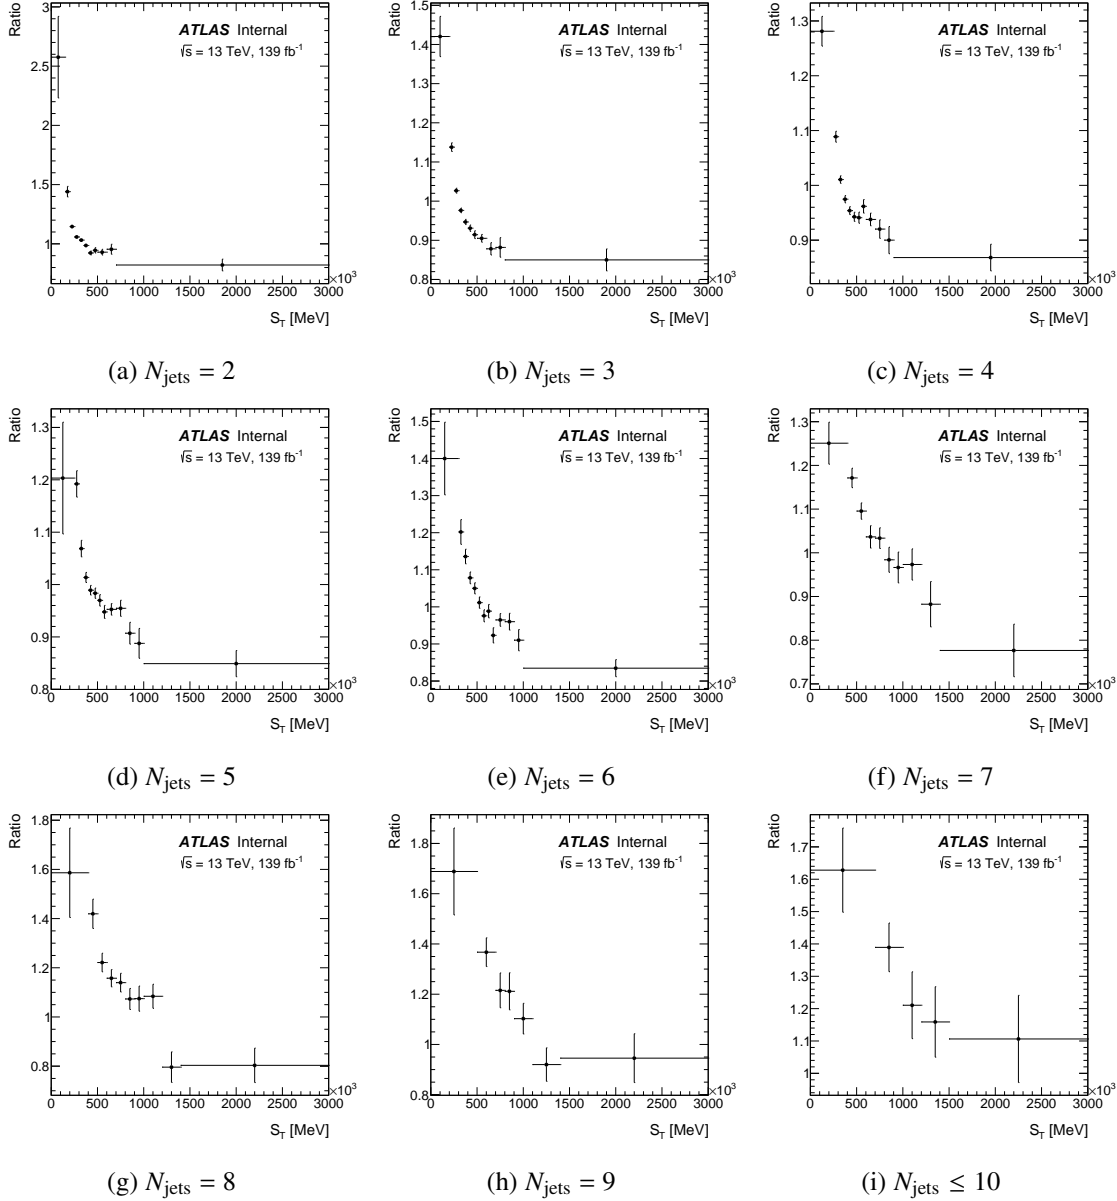 Ratio
3
2.5
2
1.5
1
ATLAS Internal
√s = 13 TeV, 139 fb⁻¹
0 500 1000 1500 2000 2500 3000
×10³
S_T [MeV]
(a) N_jets = 2
Ratio
1.5
1.4
1.3
1.2
1.1
1
0.9
0.8
ATLAS Internal
√s = 13 TeV, 139 fb⁻¹
0 500 1000 1500 2000 2500 3000
×10³
S_T [MeV]
(b) N_jets = 3
Ratio
1.3
1.2
1.1
1
0.9
ATLAS Internal
√s = 13 TeV, 139 fb⁻¹
0 500 1000 1500 2000 2500 3000
×10³
S_T [MeV]
(c) N_jets = 4
Ratio
1.3
1.2
1.1
1
0.9
0.8
ATLAS Internal
√s = 13 TeV, 139 fb⁻¹
0 500 1000 1500 2000 2500 3000
×10³
S_T [MeV]
(d) N_jets = 5
Ratio
1.5
1.4
1.3
1.2
1.1
1
0.9
0.8
ATLAS Internal
√s = 13 TeV, 139 fb⁻¹
0 500 1000 1500 2000 2500 3000
×10³
S_T [MeV]
(e) N_jets = 6
Ratio
1.3
1.2
1.1
1
0.9
0.8
0.7
ATLAS Internal
√s = 13 TeV, 139 fb⁻¹
0 500 1000 1500 2000 2500 3000
×10³
S_T [MeV]
(f) N_jets = 7
Ratio
1.8
1.6
1.4
1.2
1
0.8
ATLAS Internal
√s = 13 TeV, 139 fb⁻¹
0 500 1000 1500 2000 2500 3000
×10³
S_T [MeV]
(g) N_jets = 8
Ratio
1.8
1.6
1.4
1.2
1
0.8
ATLAS Internal
√s = 13 TeV, 139 fb⁻¹
0 500 1000 1500 2000 2500 3000
×10³
S_T [MeV]
(h) N_jets = 9
Ratio
1.7
1.6
1.5
1.4
1.3
1.2
1.1
1
ATLAS Internal
√s = 13 TeV, 139 fb⁻¹
0 500 1000 1500 2000 2500 3000
×10³
S_T [MeV]
(i) N_jets ≤ 10